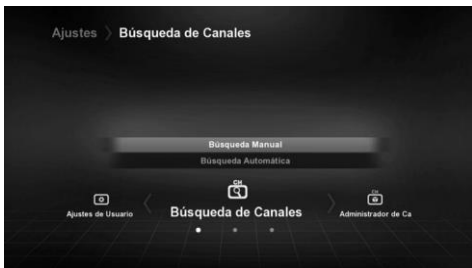 Ajustes 〉 Búsqueda de Canales
Búsqueda Manual
Búsqueda Automática
CH
CH
Ajustes de Usuario 〈 Búsqueda de Canales 〉 Administrador de Ca